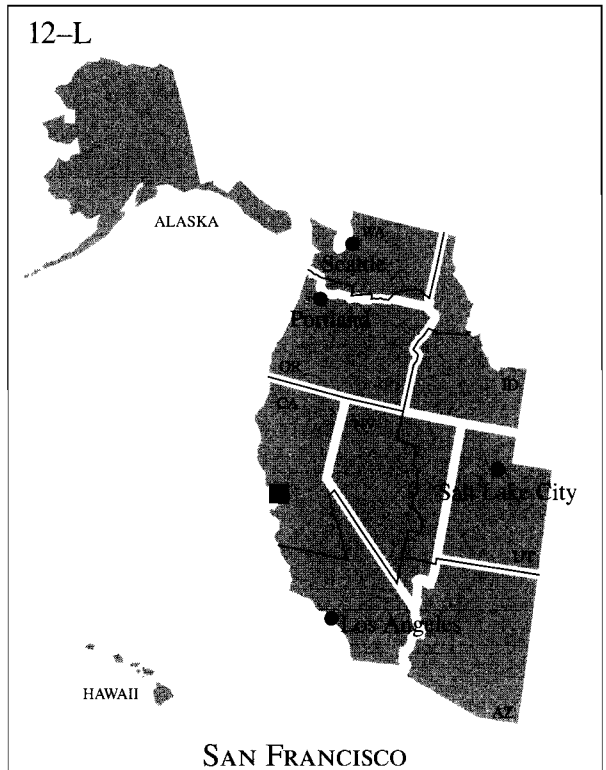 12–L
ALASKA
WA
Seattle
Portland
OR
CA
ID
NV
Salt Lake City
UT
Los Angeles
HAWAII
AZ
SAN FRANCISCO